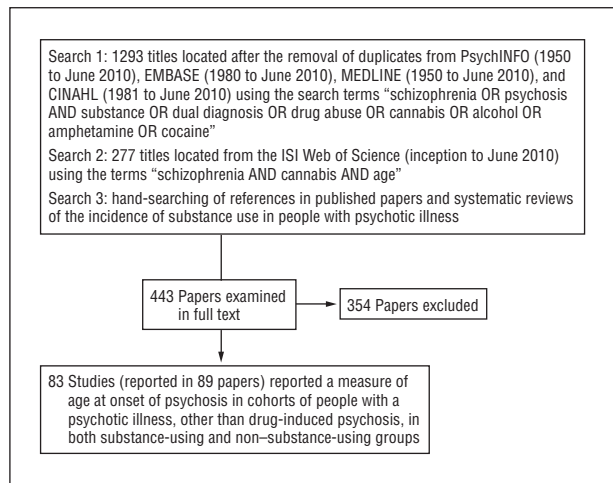 Search 1: 1293 titles located after the removal of duplicates from PsychINFO (1950
to June 2010), EMBASE (1980 to June 2010), MEDLINE (1950 to June 2010), and
CINAHL (1981 to June 2010) using the search terms “schizophrenia OR psychosis
AND substance OR dual diagnosis OR drug abuse OR cannabis OR alcohol OR
amphetamine OR cocaine”
Search 2: 277 titles located from the ISI Web of Science (inception to June 2010)
using the terms “schizophrenia AND cannabis AND age”
Search 3: hand-searching of references in published papers and systematic reviews
of the incidence of substance use in people with psychotic illness
443 Papers examined
in full text
354 Papers excluded
83 Studies (reported in 89 papers) reported a measure of
age at onset of psychosis in cohorts of people with a
psychotic illness, other than drug-induced psychosis, in
both substance-using and non–substance-using groups